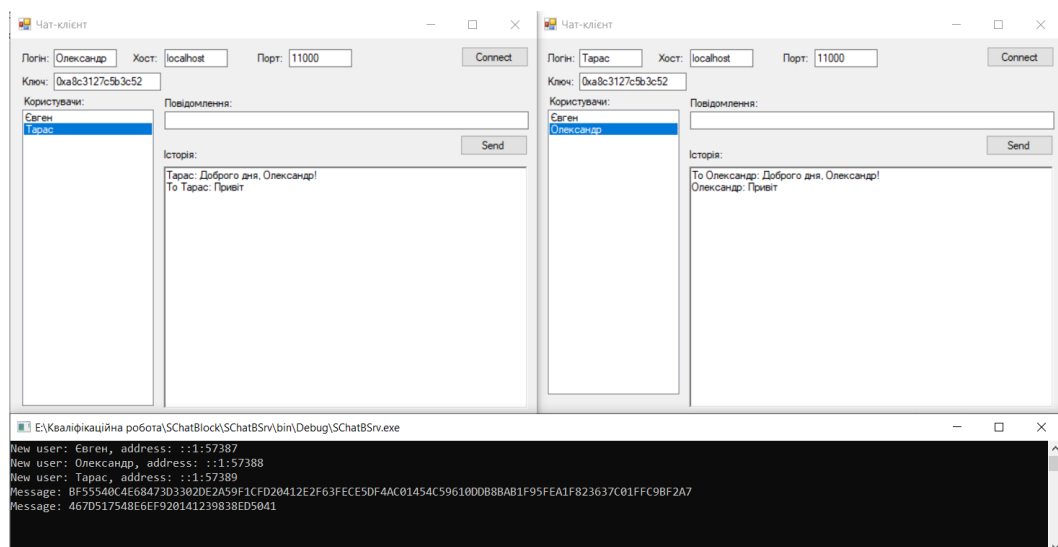 Чат-клієнт
Логін: Олександр Хост: localhost Порт: 11000 Connect
Ключ: 0xa8c3127c5b3c52
Користувачи: Повідомлення:
Євген
Тарас
Send
Історія:
Тарас: Доброго дня, Олександр!
To Тарас: Привіт
Чат-клієнт
Логін: Тарас Хост: localhost Порт: 11000 Connect
Ключ: 0xa8c3127c5b3c52
Користувачи: Повідомлення:
Євген
Олександр
Send
Історія:
To Олександр: Доброго дня, Олександр!
Олександр: Привіт
E:\Кваліфікаційна робота\SChatBlock\SChatBSrv\bin\Debug\SChatBSrv.exe
New user: Євген, address: ::1:57387
New user: Олександр, address: ::1:57388
New user: Тарас, address: ::1:57389
Message: BF55540C4E68473D3302DE2A59F1CFD20412E2F63FECE5DF4AC01454C59610DDB8BAB1F95FEA1F823637C01FFC9BF2A7
Message: 467D517548E6EF920141239838ED5041